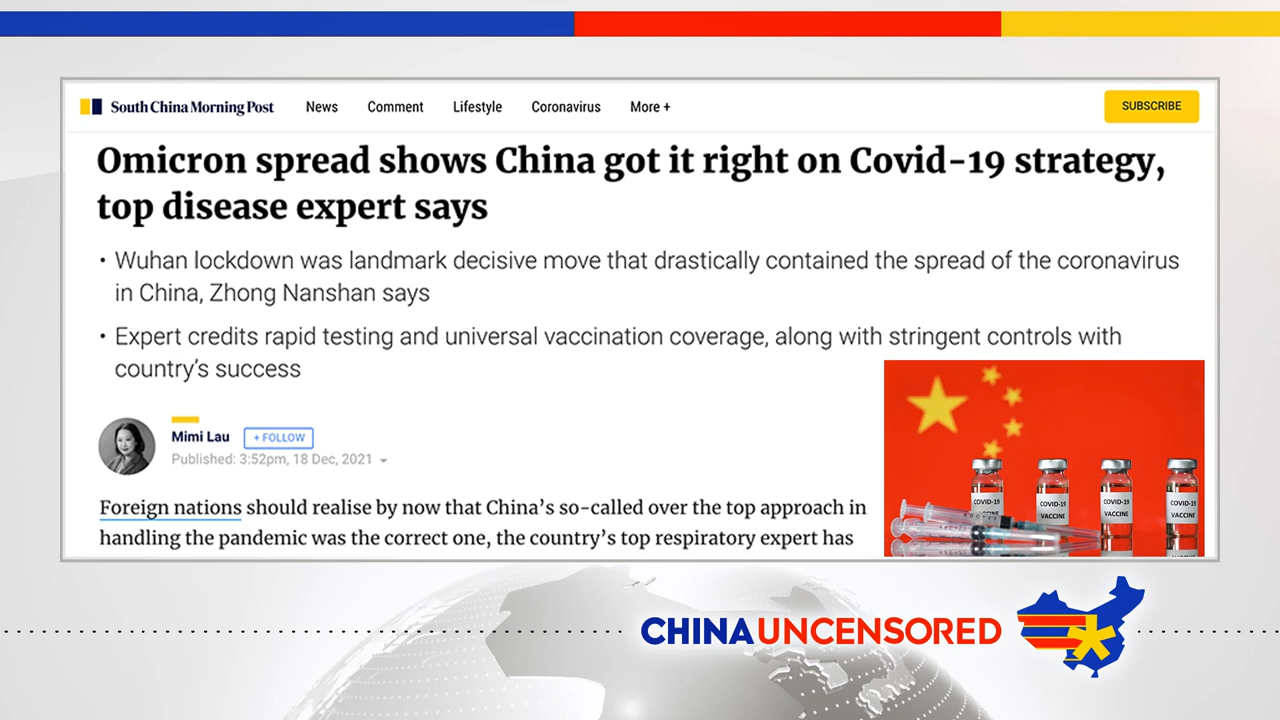 South China Morning Post News Comment Lifestyle Coronavirus More + SUBSCRIBE
Omicron spread shows China got it right on Covid-19 strategy,
top disease expert says
• Wuhan lockdown was landmark decisive move that drastically contained the spread of the coronavirus
in China, Zhong Nanshan says
• Expert credits rapid testing and universal vaccination coverage, along with stringent controls with
country's success
Mimi Lau + FOLLOW
Published: 3:52pm, 18 Dec, 2021
Foreign nations should realise by now that China's so-called over the top approach in
handling the pandemic was the correct one, the country's top respiratory expert has
COVID-19 COVID-19 COVID-19 COVID-19
VACCINE VACCINE VACCINE VACCINE
CHINA UNCENSORED